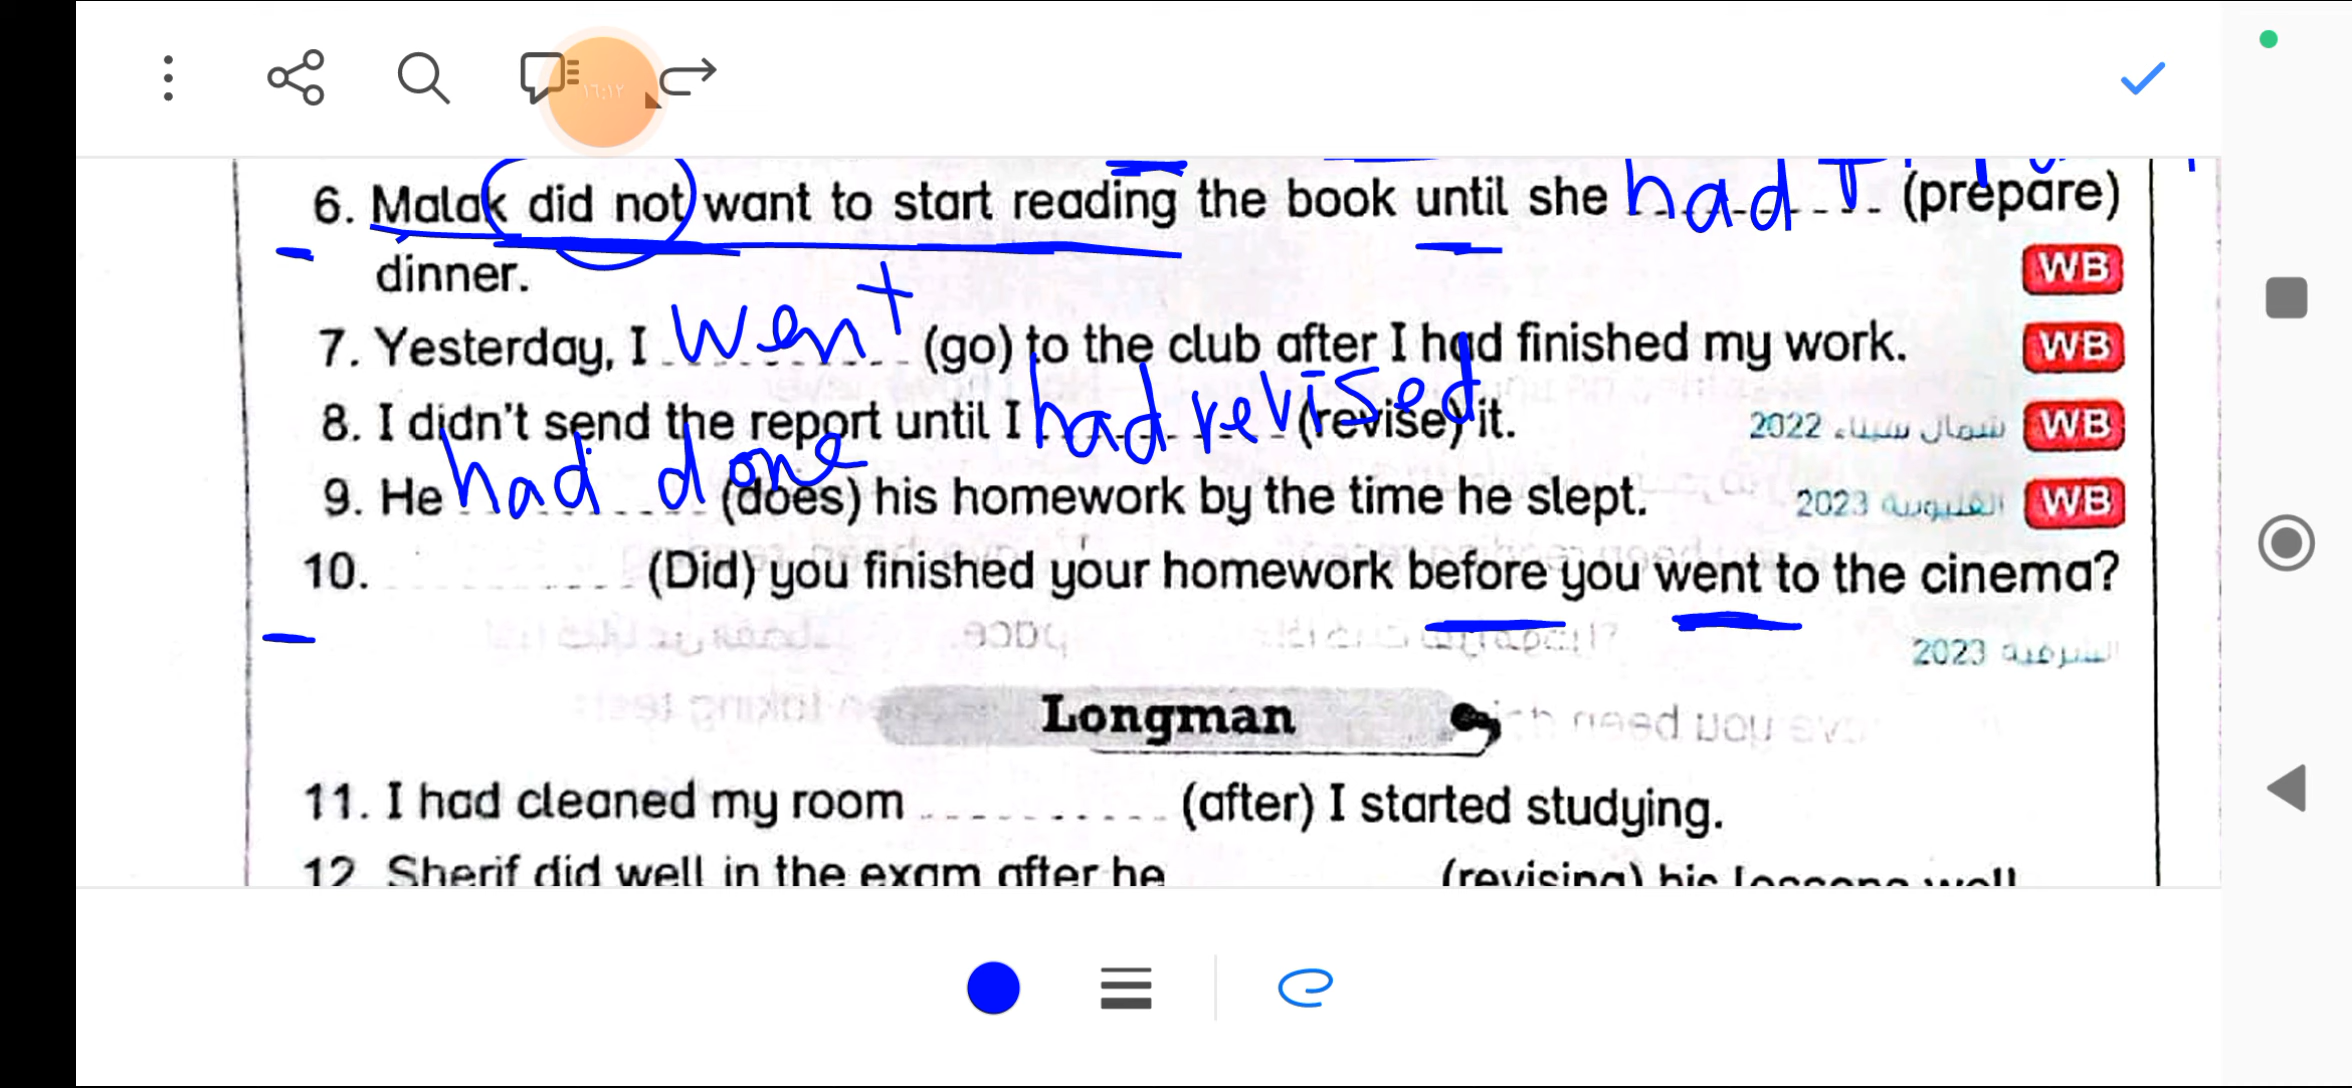 ١٦:١٢
6. Malak did not want to start reading the book until she had (prepare)
dinner. WB
7. Yesterday, I went (go) to the club after I had finished my work. WB
8. I didn't send the report until I had revised (revise) it. شمال سيناء 2022 WB
9. He had done (does) his homework by the time he slept. القليوبية 2023 WB
10. .......... (Did) you finished your homework before you went to the cinema?
الشرقية 2023
Longman
11. I had cleaned my room .......... (after) I started studying.
12. Sherif did well in the exam after he (revising) his lessons well